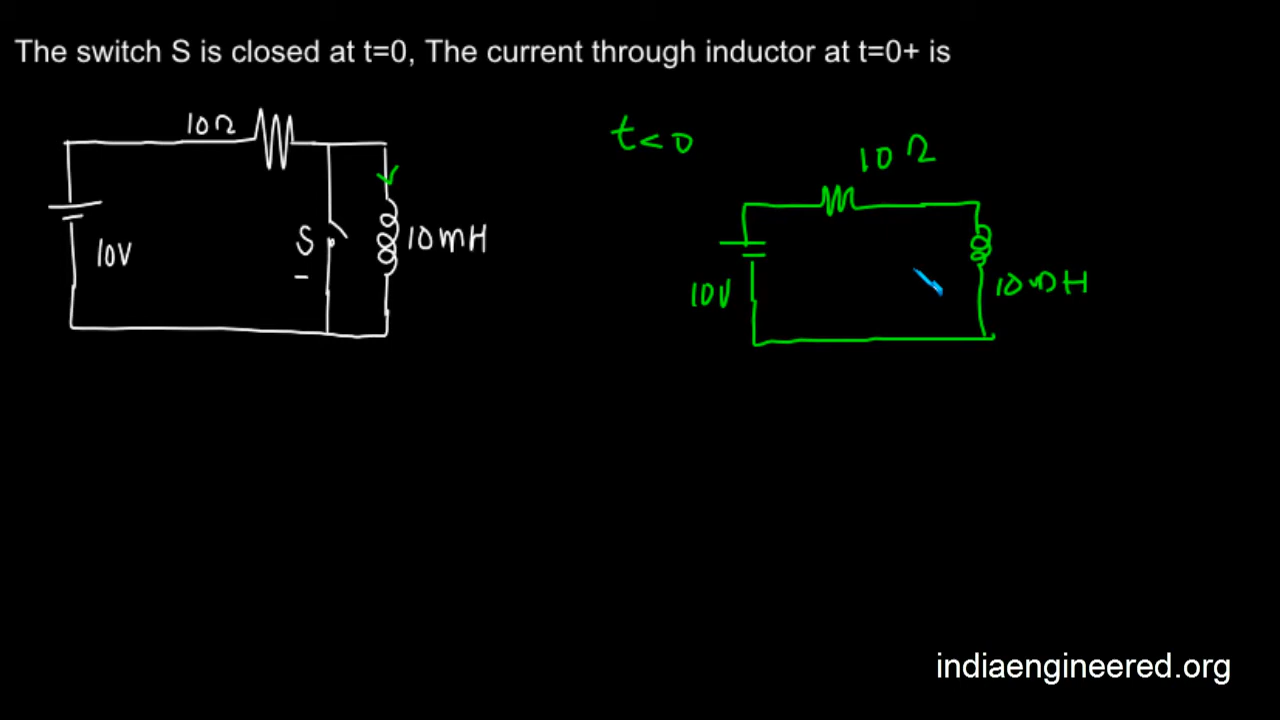 The switch S is closed at t=0, The current through inductor at t=0+ is
10Ω
S
10mH
10V
t<0
10Ω
10V
10mH
indiaengineered.org